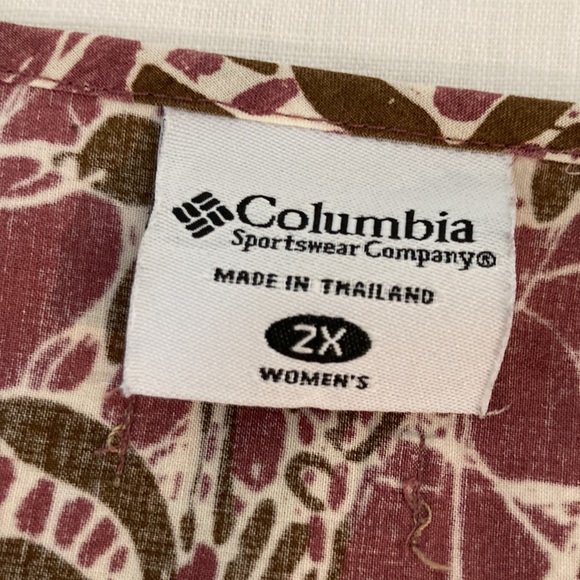 Columbia
Sportswear Company®
MADE IN THAILAND
2X
WOMEN'S